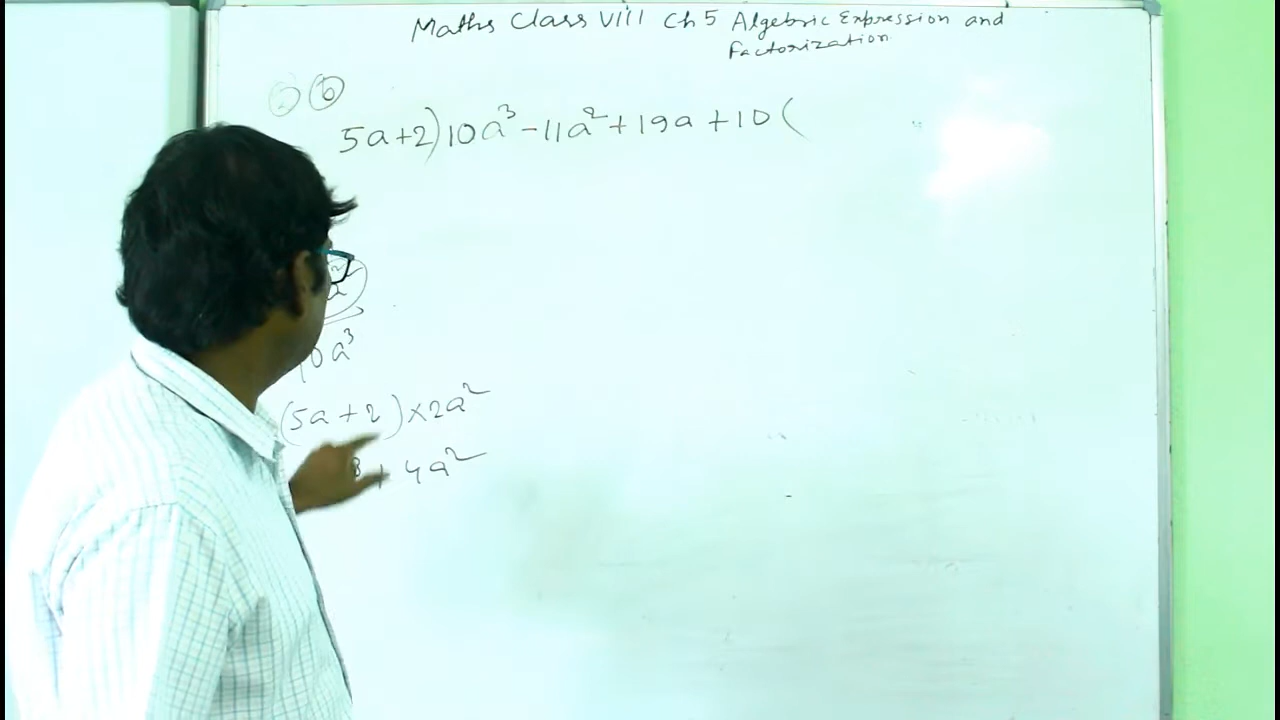 Maths Class VIII Ch 5 Algebric Expression and
Factorization
b
5a+2)10a³-11a²+19a+10(
0a³
(5a+2)×2a²
+4a²